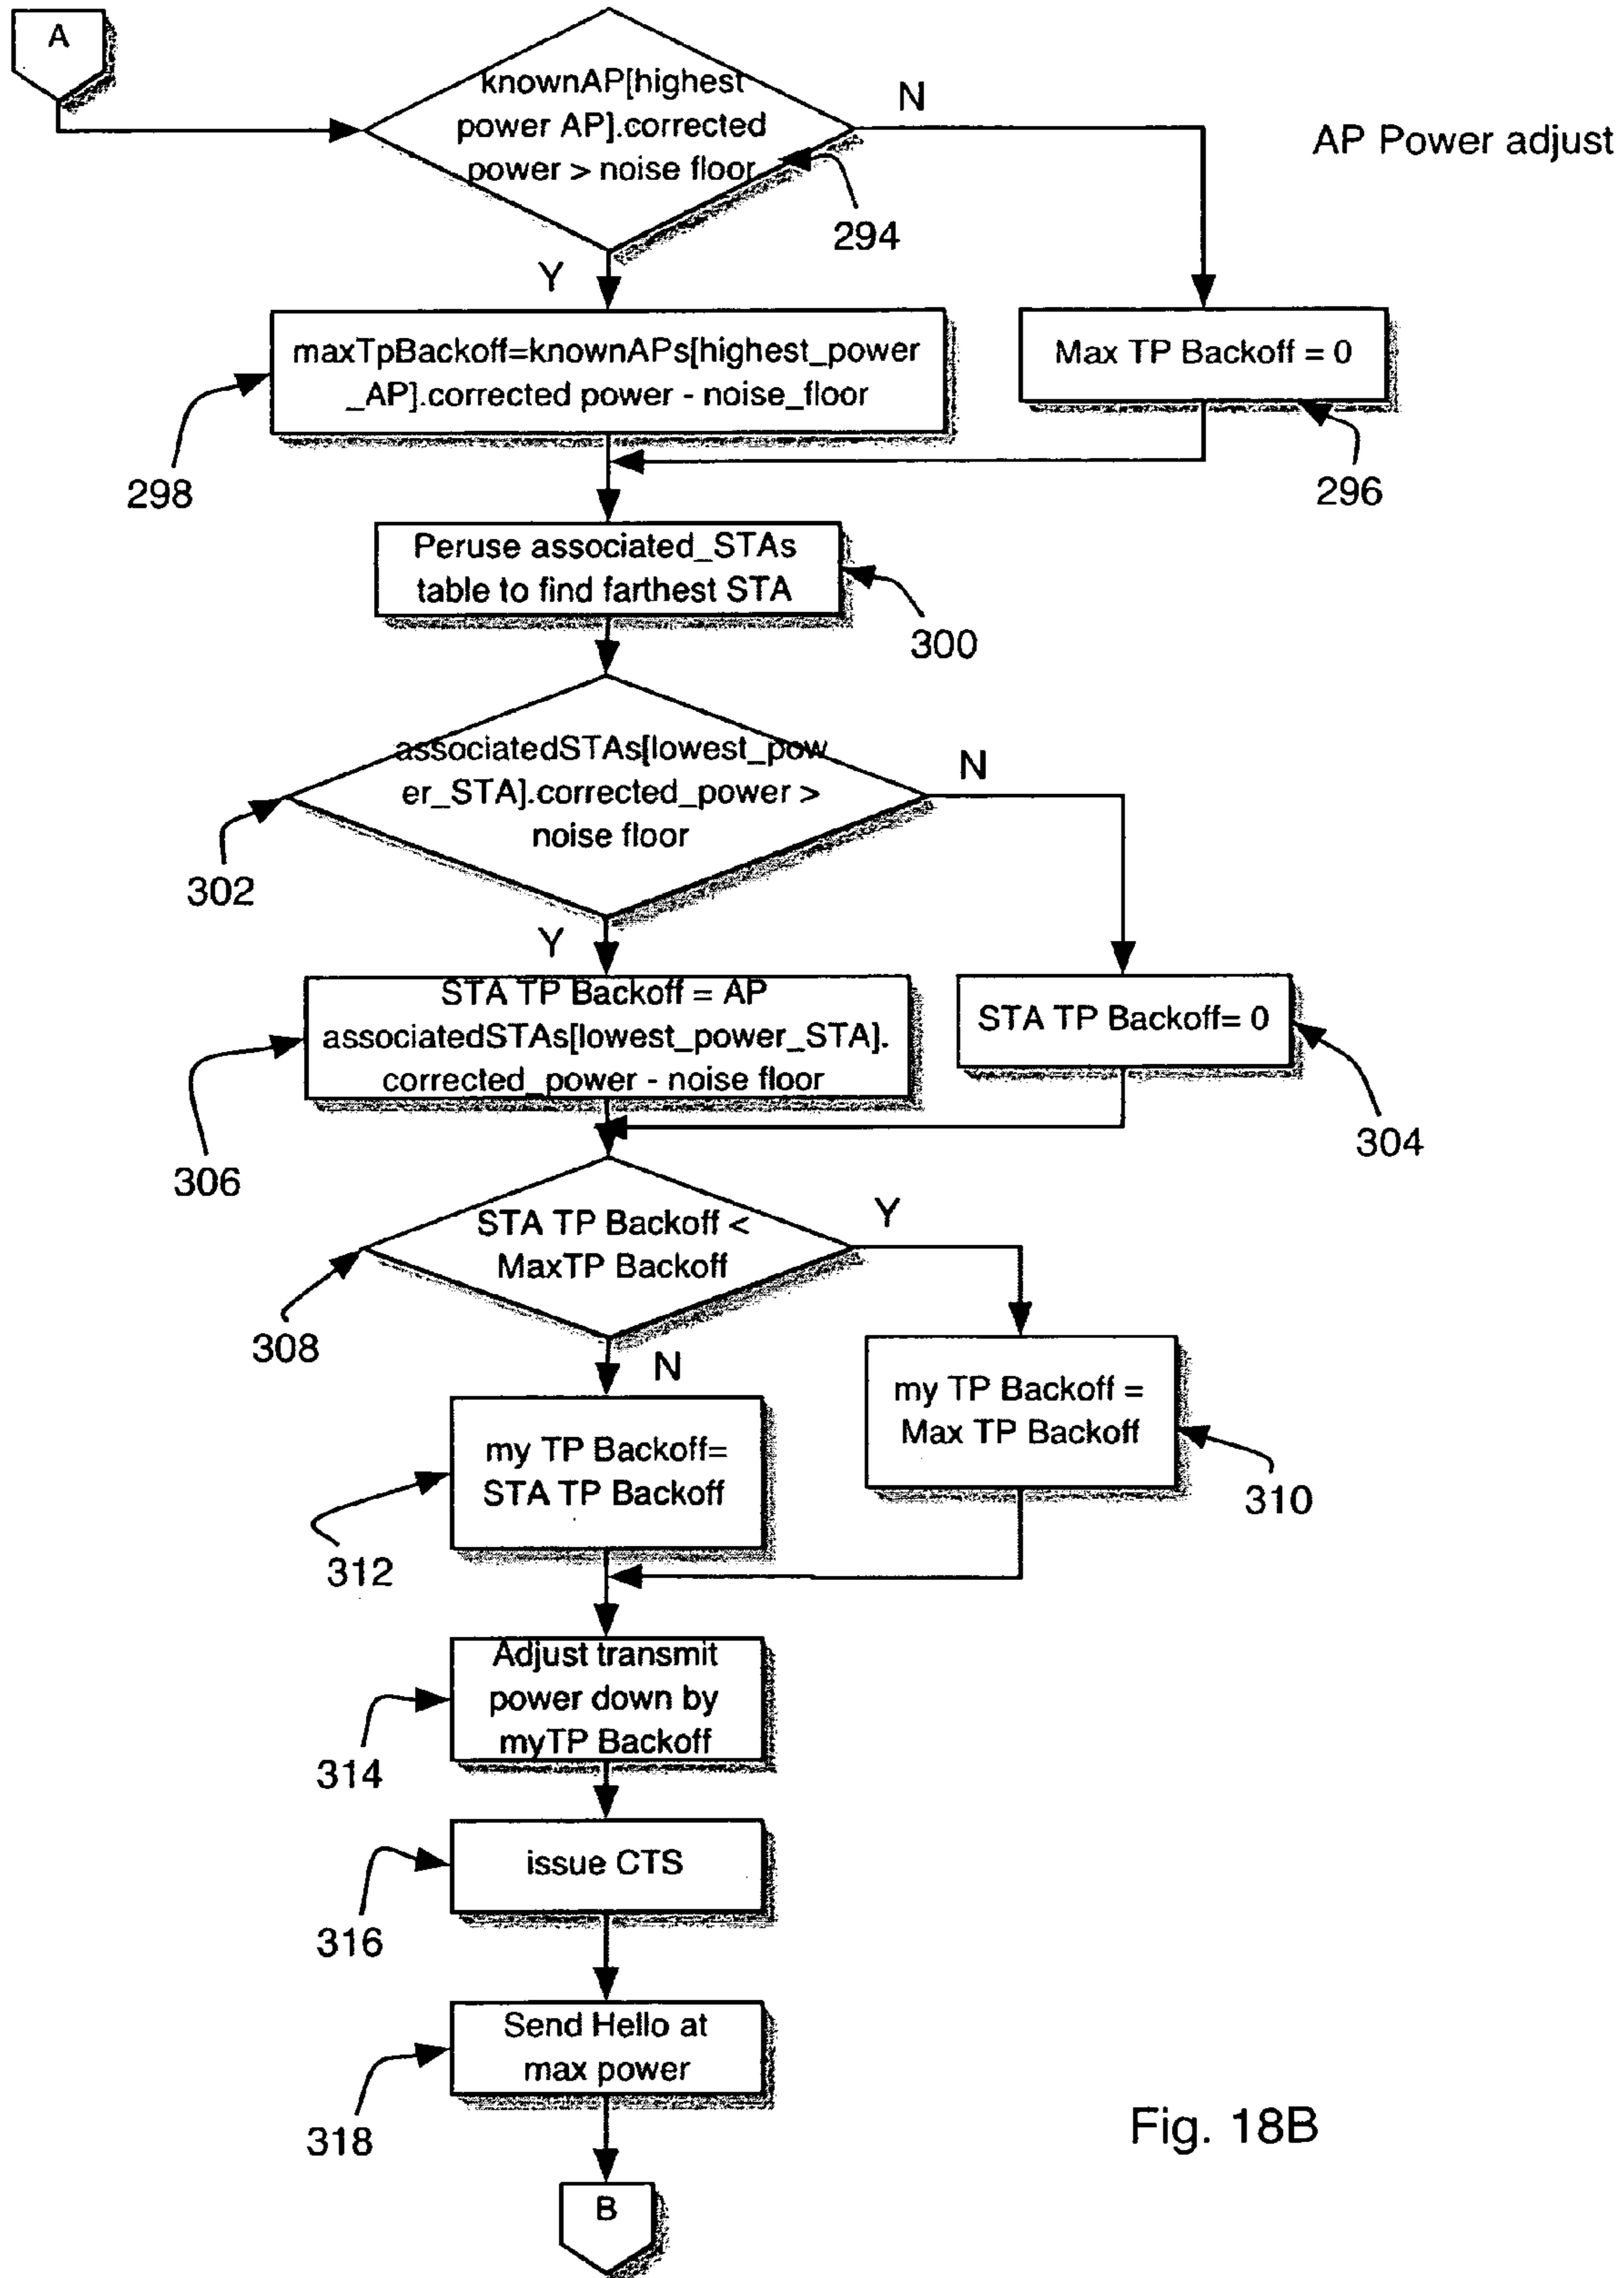 A
knownAP[highest
power AP].corrected
power > noise floor
N
AP Power adjust
294
Y
maxTpBackoff=knownAPs[highest_power
_AP].corrected power - noise_floor
Max TP Backoff = 0
298
296
Peruse associated_STAs
table to find farthest STA
300
associatedSTAs[lowest_pow
er_STA].corrected_power >
noise floor
N
302
Y
STA TP Backoff = AP
associatedSTAs[lowest_power_STA].
corrected_power - noise floor
STA TP Backoff= 0
306
304
STA TP Backoff <
MaxTP Backoff
Y
308
N
my TP Backoff =
Max TP Backoff
my TP Backoff=
STA TP Backoff
310
312
Adjust transmit
power down by
myTP Backoff
314
issue CTS
316
Send Hello at
max power
318
Fig. 18B
B